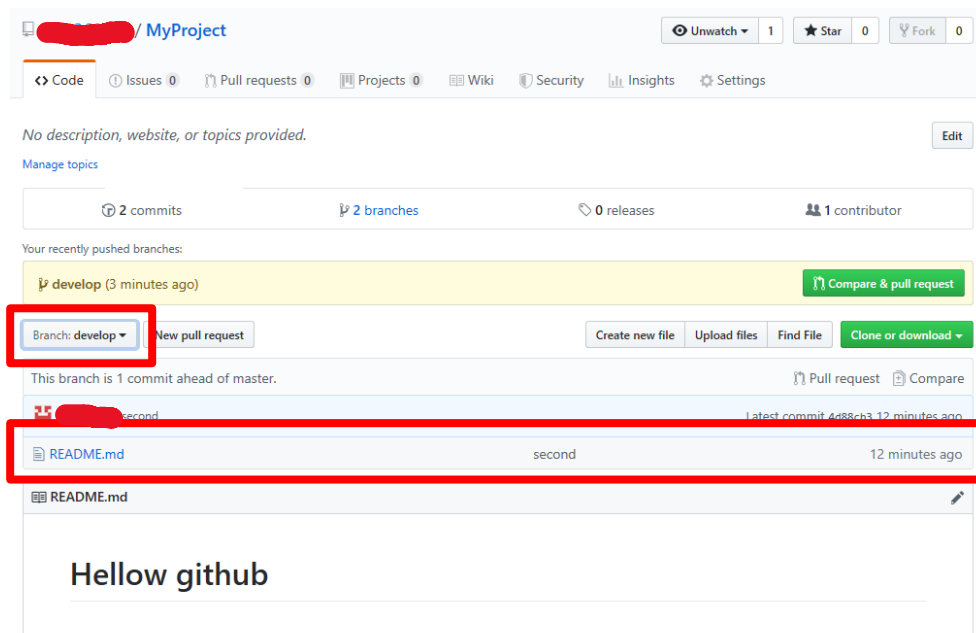 / MyProject
Unwatch 1 Star 0 Fork 0
Code Issues 0 Pull requests 0 Projects 0 Wiki Security Insights Settings
No description, website, or topics provided. Edit
Manage topics
2 commits 2 branches 0 releases 1 contributor
Your recently pushed branches:
develop (3 minutes ago) Compare & pull request
Branch: develop New pull request Create new file Upload files Find File Clone or download
This branch is 1 commit ahead of master. Pull request Compare
second Latest commit 4d88cb3 12 minutes ago
README.md second 12 minutes ago
README.md
Hellow github